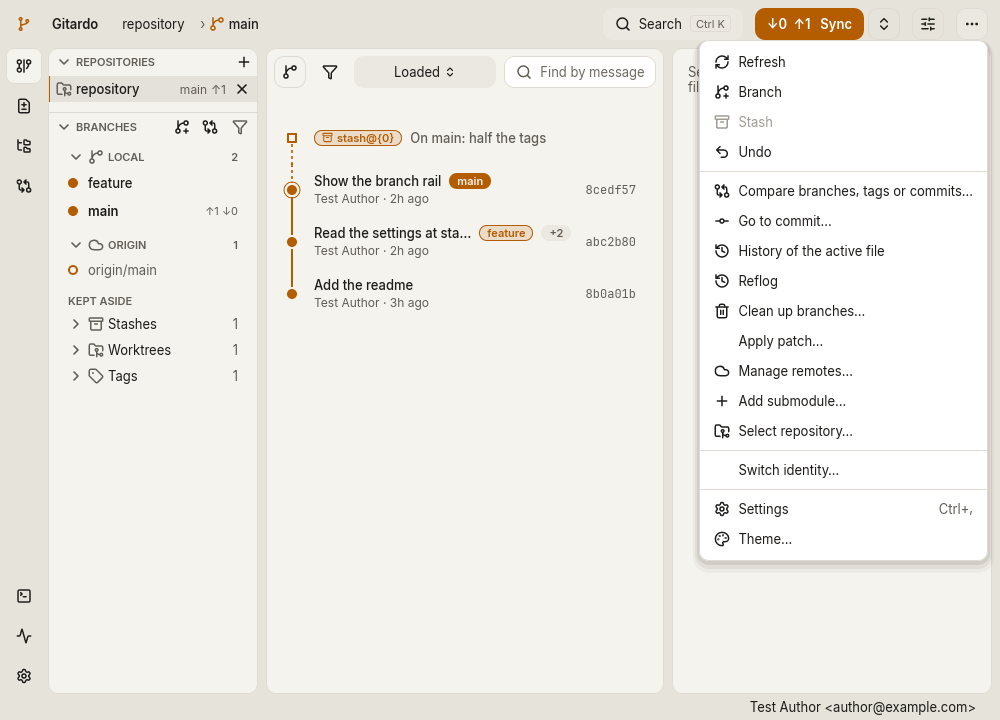 Gitardo repository › main Search Ctrl K ↓0 ↑1 Sync
REPOSITORIES
repository main ↑1
BRANCHES
LOCAL 2
feature
main ↑1 ↓0
ORIGIN 1
origin/main
KEPT ASIDE
Stashes 1
Worktrees 1
Tags 1
Loaded Find by message
stash@{0} On main: half the tags
Show the branch rail main
Test Author · 2h ago 8cedf57
Read the settings at sta... feature +2
Test Author · 2h ago abc2b80
Add the readme
Test Author · 3h ago 8b0a01b
Se
fil
Refresh
Branch
Stash
Undo
Compare branches, tags or commits...
Go to commit...
History of the active file
Reflog
Clean up branches...
Apply patch...
Manage remotes...
Add submodule...
Select repository...
Switch identity...
Settings Ctrl+,
Theme...
Test Author <author@example.com>